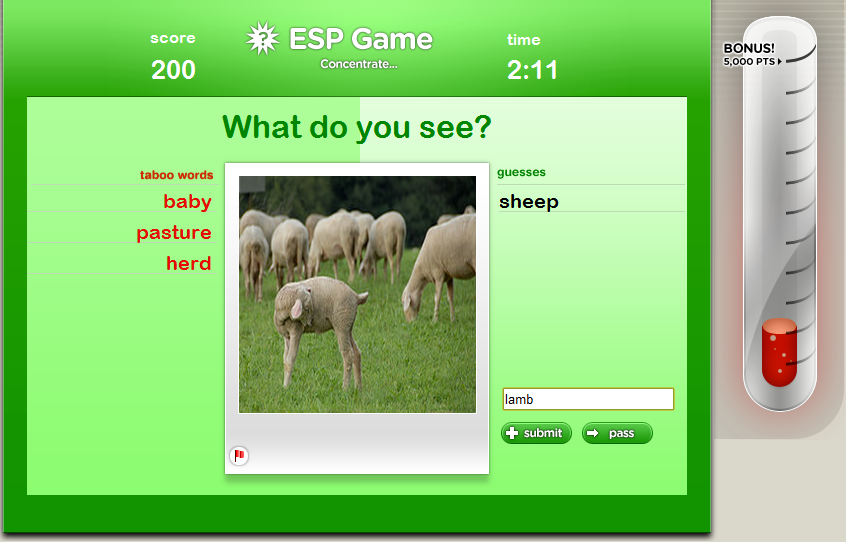 score
200
ESP Game
Concentrate...
time
2:11
BONUS!
5,000 PTS
What do you see?
taboo words
baby
pasture
herd
guesses
sheep
lamb
submit
pass